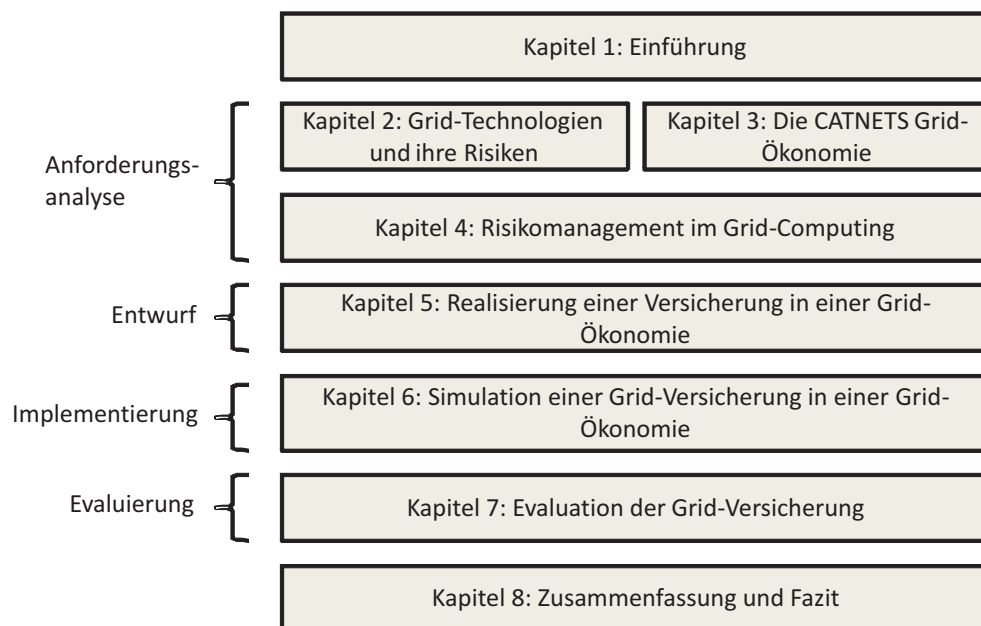 Kapitel 1: Einführung
Anforderungs-
analyse
Kapitel 2: Grid-Technologien
und ihre Risiken
Kapitel 3: Die CATNETS Grid-
Ökonomie
Kapitel 4: Risikomanagement im Grid-Computing
Entwurf
Kapitel 5: Realisierung einer Versicherung in einer Grid-
Ökonomie
Implementierung
Kapitel 6: Simulation einer Grid-Versicherung in einer Grid-
Ökonomie
Evaluierung
Kapitel 7: Evaluation der Grid-Versicherung
Kapitel 8: Zusammenfassung und Fazit